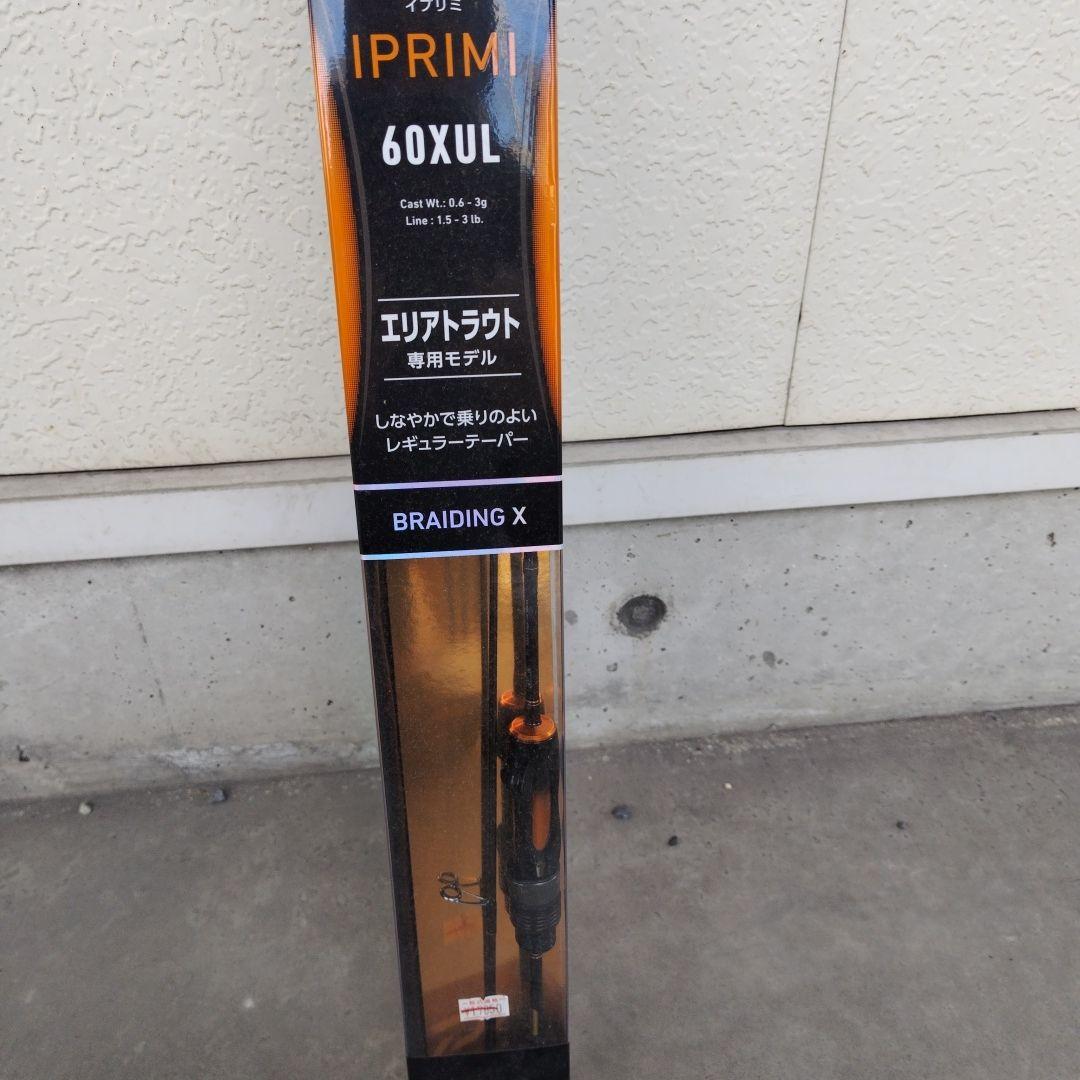 イプリミ
IPRIMI
60XUL
Cast Wt.: 0.6 - 3g
Line : 1.5 - 3 lb.
エリアトラウト
専用モデル
しなやかで乗りのよい
レギュラーテーパー
BRAIDING X